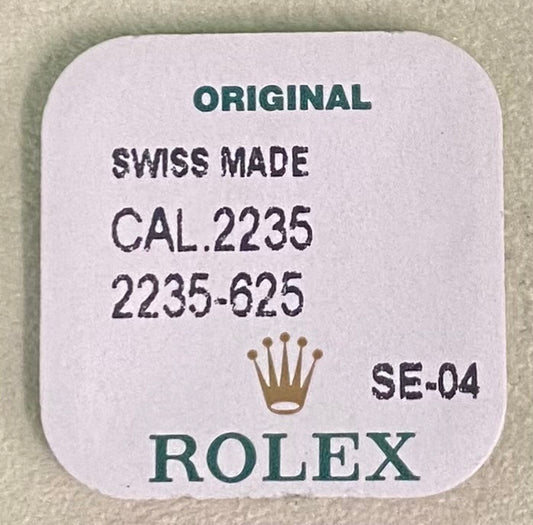 ORIGINAL
SWISS MADE
CAL.2235
2235-625
SE-04
ROLEX